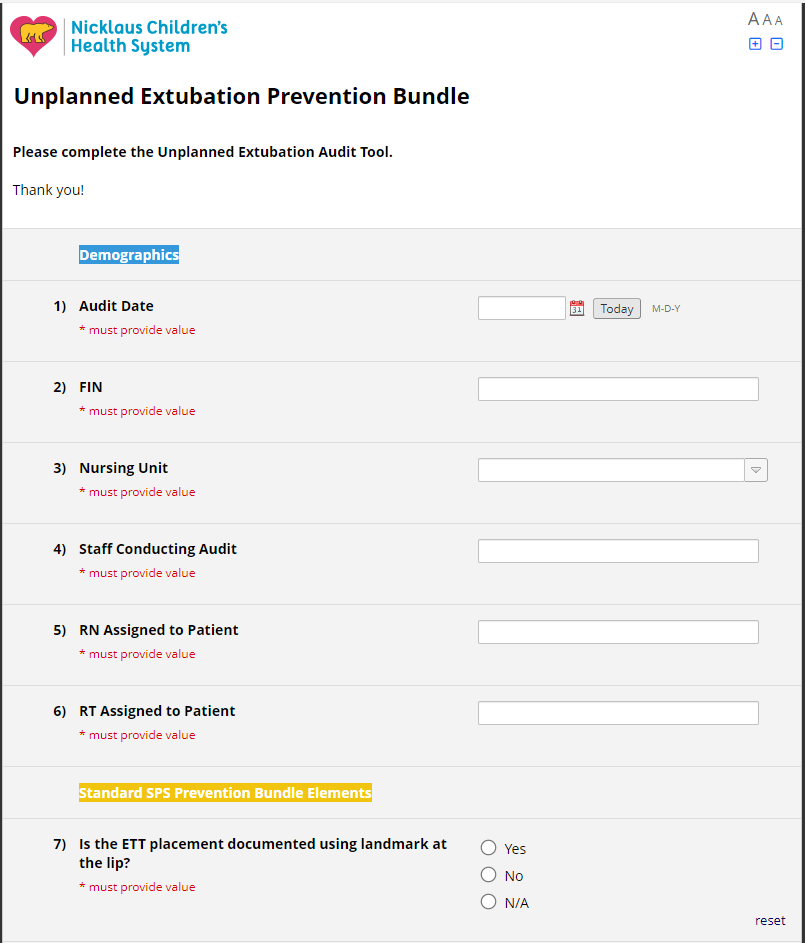 Nicklaus Children's
Health System
A A A
Unplanned Extubation Prevention Bundle
Please complete the Unplanned Extubation Audit Tool.
Thank you!
Demographics
1) Audit Date
31 Today M-D-Y
* must provide value
2) FIN
* must provide value
3) Nursing Unit
* must provide value
4) Staff Conducting Audit
* must provide value
5) RN Assigned to Patient
* must provide value
6) RT Assigned to Patient
* must provide value
Standard SPS Prevention Bundle Elements
7) Is the ETT placement documented using landmark at
the lip?
* must provide value
Yes
No
N/A
reset